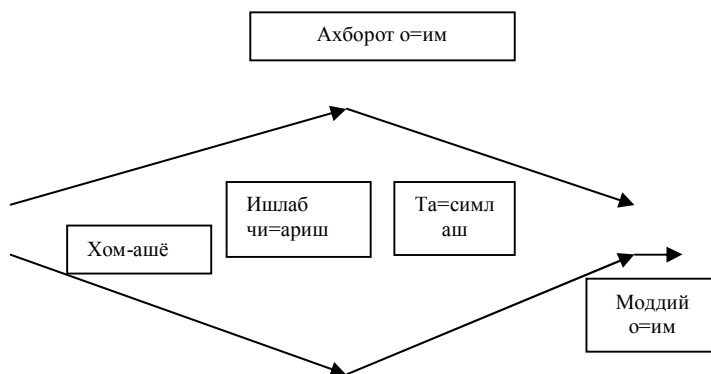 Ахборот о=им
Ишлаб
чи=ариш
Та=симл
аш
Хом-ашё
Моддий
о=им